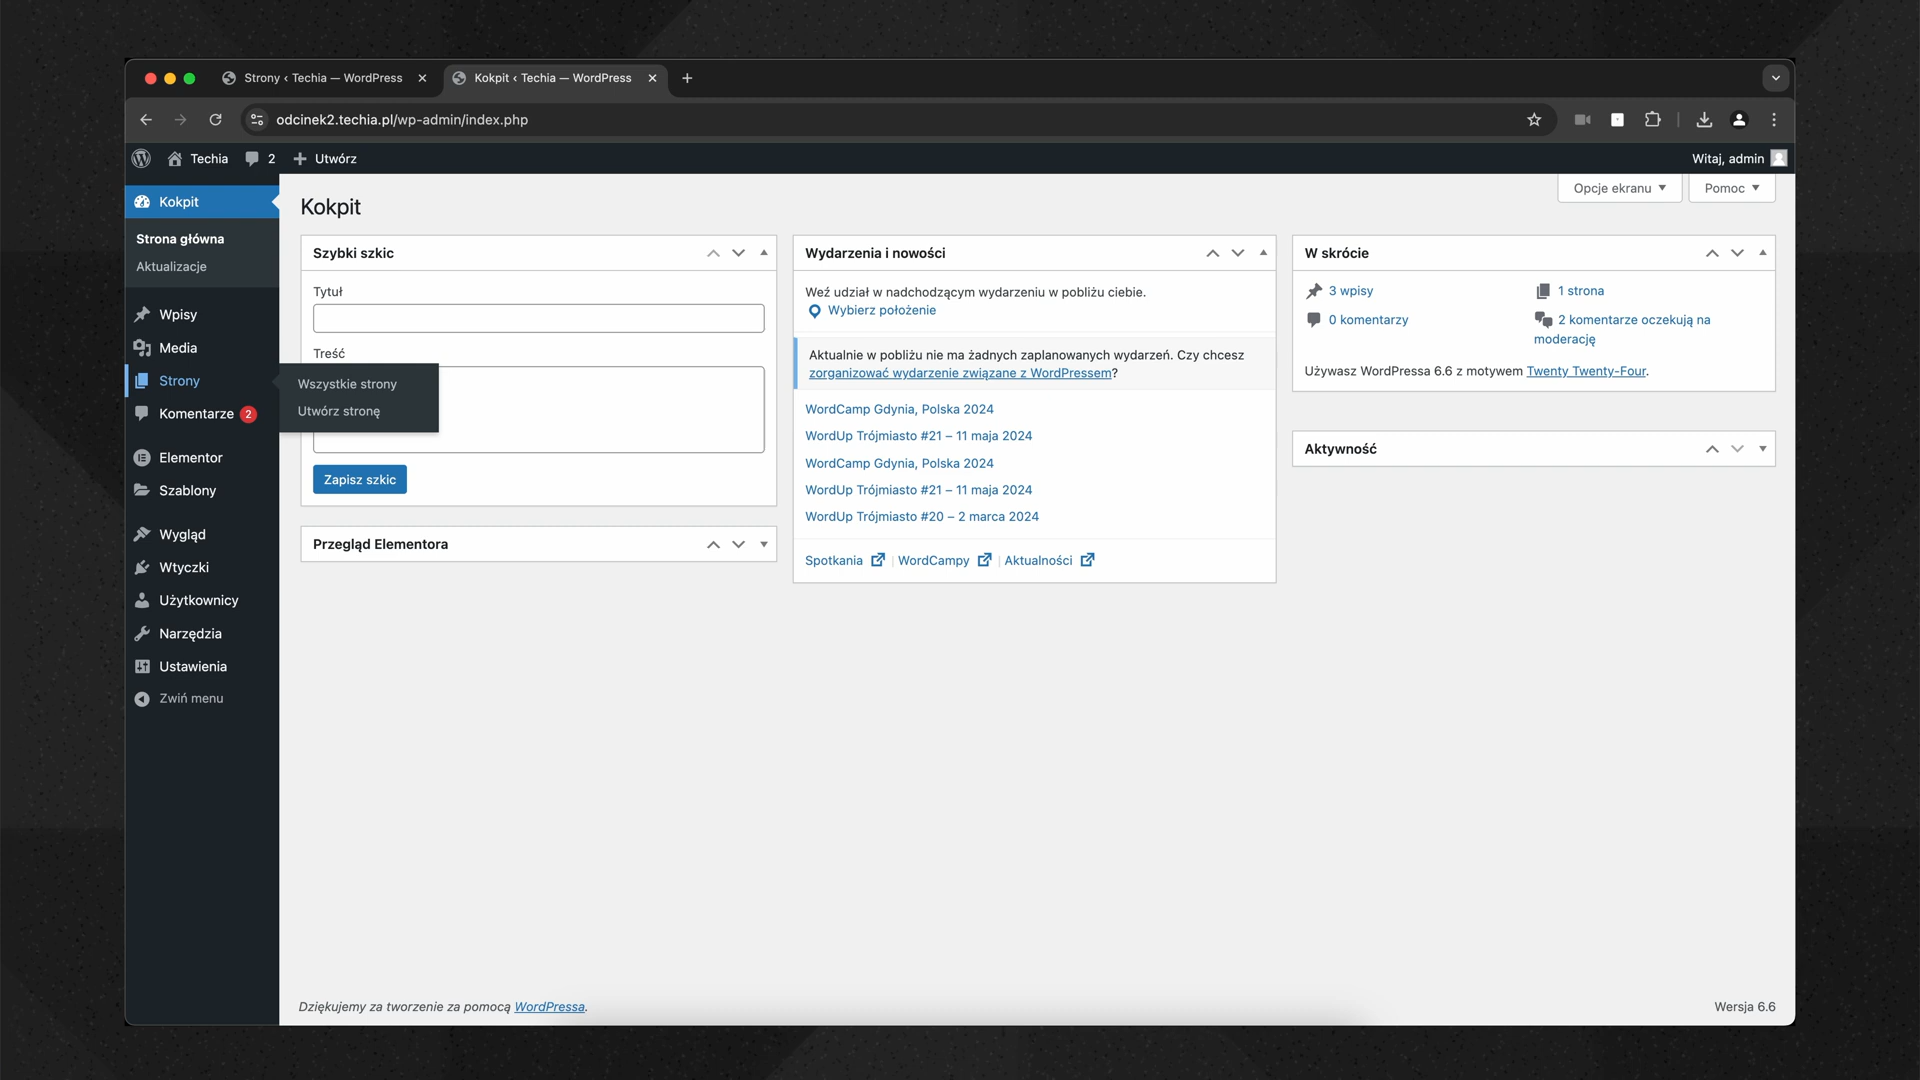 Strony ‹ Techia — WordPress
Kokpit ‹ Techia — WordPress
odcinek2.techia.pl/wp-admin/index.php
Techia
2
Utwórz
Witaj, admin
Kokpit
Strona główna
Aktualizacje
Wpisy
Media
Strony
Komentarze 2
Elementor
Szablony
Wygląd
Wtyczki
Użytkownicy
Narzędzia
Ustawienia
Zwiń menu
Wszystkie strony
Utwórz stronę
Opcje ekranu
Pomoc
Kokpit
Szybki szkic
Tytuł
Treść
Zapisz szkic
Przegląd Elementora
Wydarzenia i nowości
Weź udział w nadchodzącym wydarzeniu w pobliżu ciebie.
Wybierz położenie
Aktualnie w pobliżu nie ma żadnych zaplanowanych wydarzeń. Czy chcesz
zorganizować wydarzenie związane z WordPressem?
WordCamp Gdynia, Polska 2024
WordUp Trójmiasto #21 – 11 maja 2024
WordCamp Gdynia, Polska 2024
WordUp Trójmiasto #21 – 11 maja 2024
WordUp Trójmiasto #20 – 2 marca 2024
Spotkania | WordCampy | Aktualności
W skrócie
3 wpisy
1 strona
0 komentarzy
2 komentarze oczekują na
moderację
Używasz WordPressa 6.6 z motywem Twenty Twenty-Four.
Aktywność
Dziękujemy za tworzenie za pomocą WordPressa.
Wersja 6.6